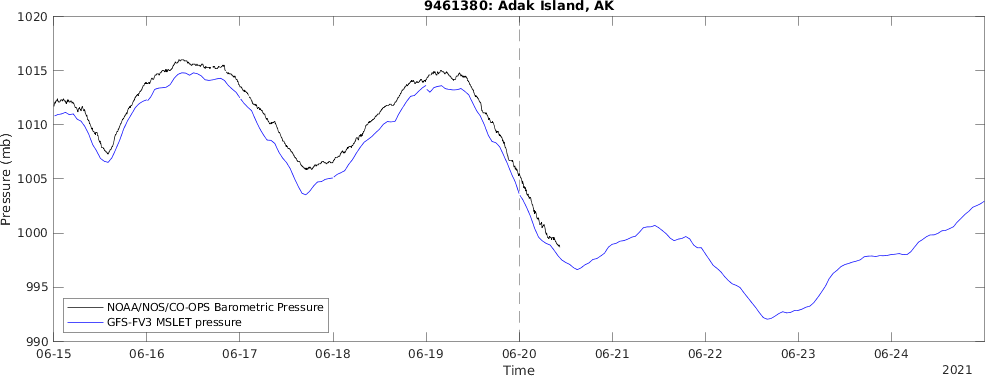 9461380: Adak Island, AK
1020
1015
1010
1005
1000
995
990
Pressure (mb)
NOAA/NOS/CO-OPS Barometric Pressure
GFS-FV3 MSLET pressure
06-15 06-16 06-17 06-18 06-19 06-20 06-21 06-22 06-23 06-24
Time
2021